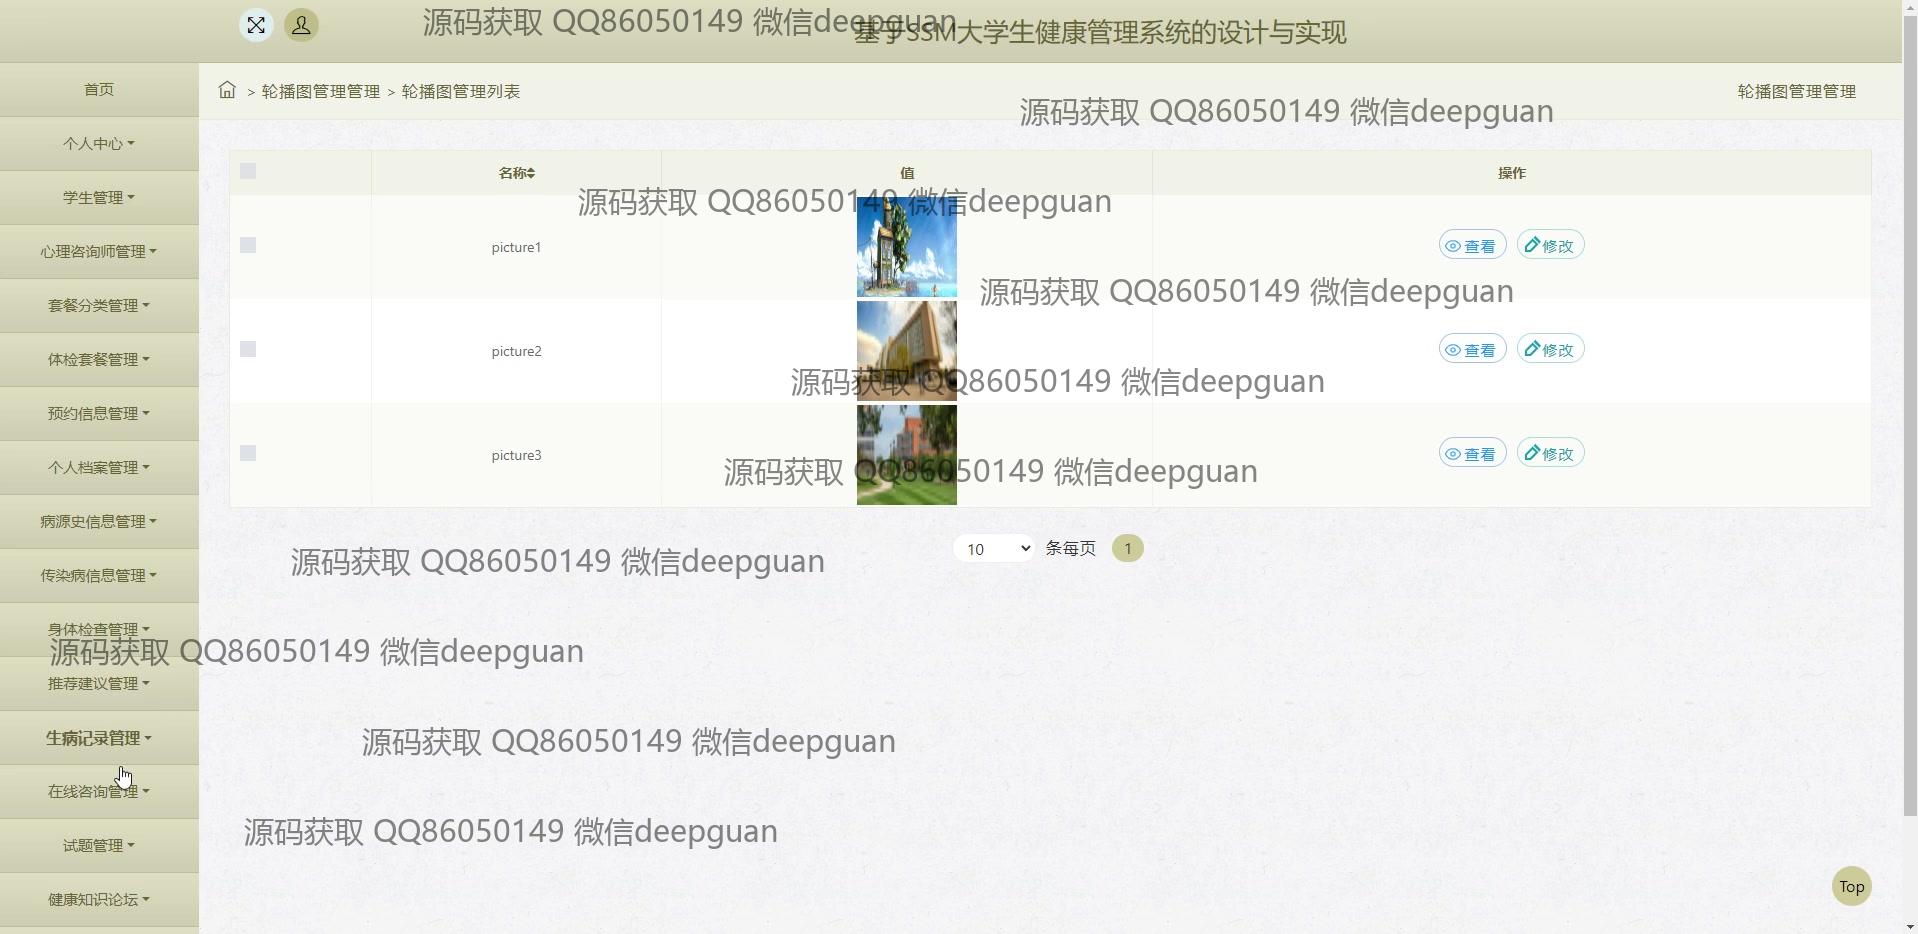 源码获取 QQ86050149 微信deepguan
基于SSM大学生健康管理系统的设计与实现
首页
> 轮播图管理管理 > 轮播图管理列表
轮播图管理管理
源码获取 QQ86050149 微信deepguan
个人中心
名称
值
操作
学生管理
源码获取 QQ86050149 微信deepguan
picture1
查看
修改
心理咨询师管理
源码获取 QQ86050149 微信deepguan
套餐分类管理
picture2
查看
修改
体检套餐管理
源码获取 QQ86050149 微信deepguan
预约信息管理
picture3
查看
修改
个人档案管理
源码获取 QQ86050149 微信deepguan
病源史信息管理
10 条每页 1
源码获取 QQ86050149 微信deepguan
传染病信息管理
身体检查管理
源码获取 QQ86050149 微信deepguan
推荐建议管理
生病记录管理
源码获取 QQ86050149 微信deepguan
在线咨询管理
源码获取 QQ86050149 微信deepguan
试题管理
健康知识论坛
Top